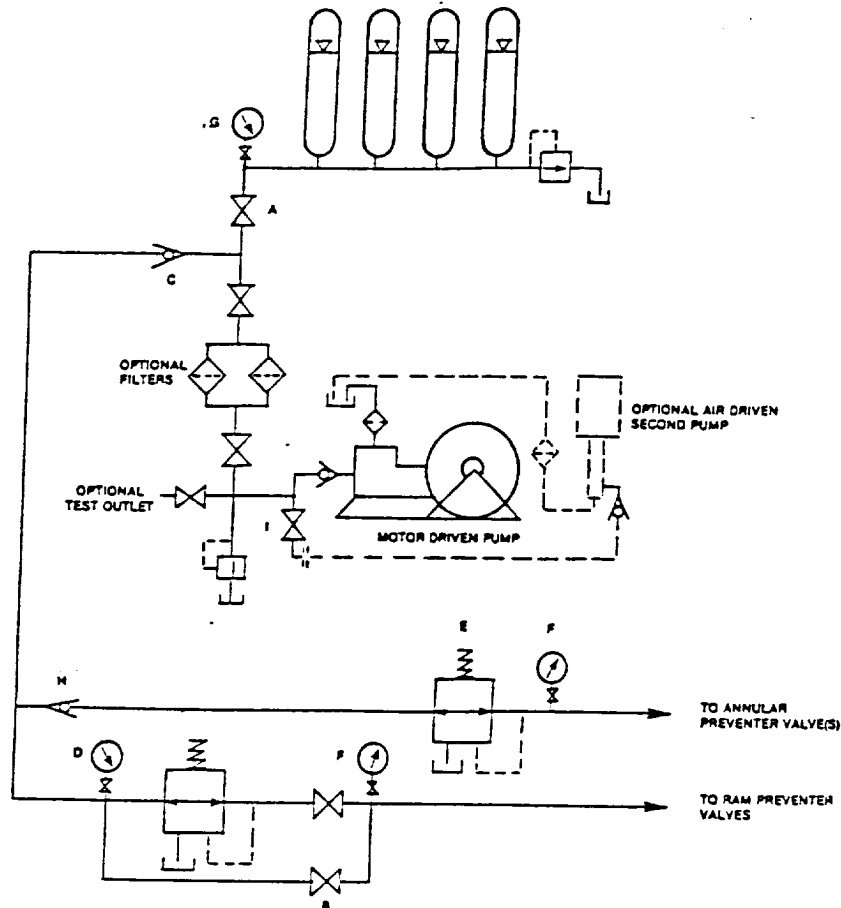 G
A
C
OPTIONAL
FILTERS
OPTIONAL AIR DRIVEN
SECOND PUMP
OPTIONAL
TEST OUTLET
I
MOTOR DRIVEN PUMP
E
F
H
TO ANNULAR
PREVENTER VALVE(S)
D
F
TO RAM PREVENTER
VALVES